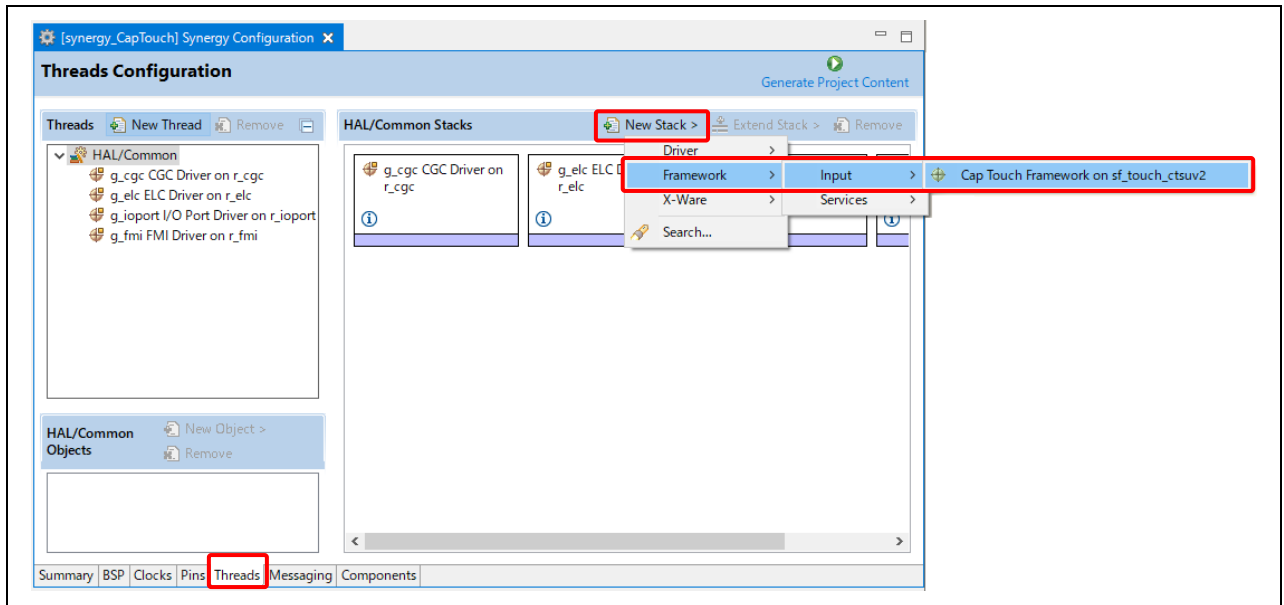 [synergy_CapTouch] Synergy Configuration
Threads Configuration
Generate Project Content
Threads New Thread Remove
HAL/Common Stacks New Stack > Extend Stack > Remove
HAL/Common
g_cgc CGC Driver on r_cgc
g_elc ELC Driver on r_elc
g_ioport I/O Port Driver on r_ioport
g_fmi FMI Driver on r_fmi
g_cgc CGC Driver on
r_cgc
g_elc ELC D
r_elc
Driver >
Framework >
X-Ware >
Search...
Input >
Services >
Cap Touch Framework on sf_touch_ctsuv2
HAL/Common
Objects
New Object >
Remove
Summary BSP Clocks Pins Threads Messaging Components